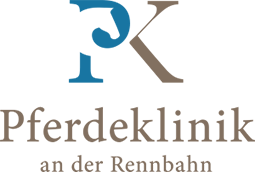 PK
Pferdeklinik
an der Rennbahn